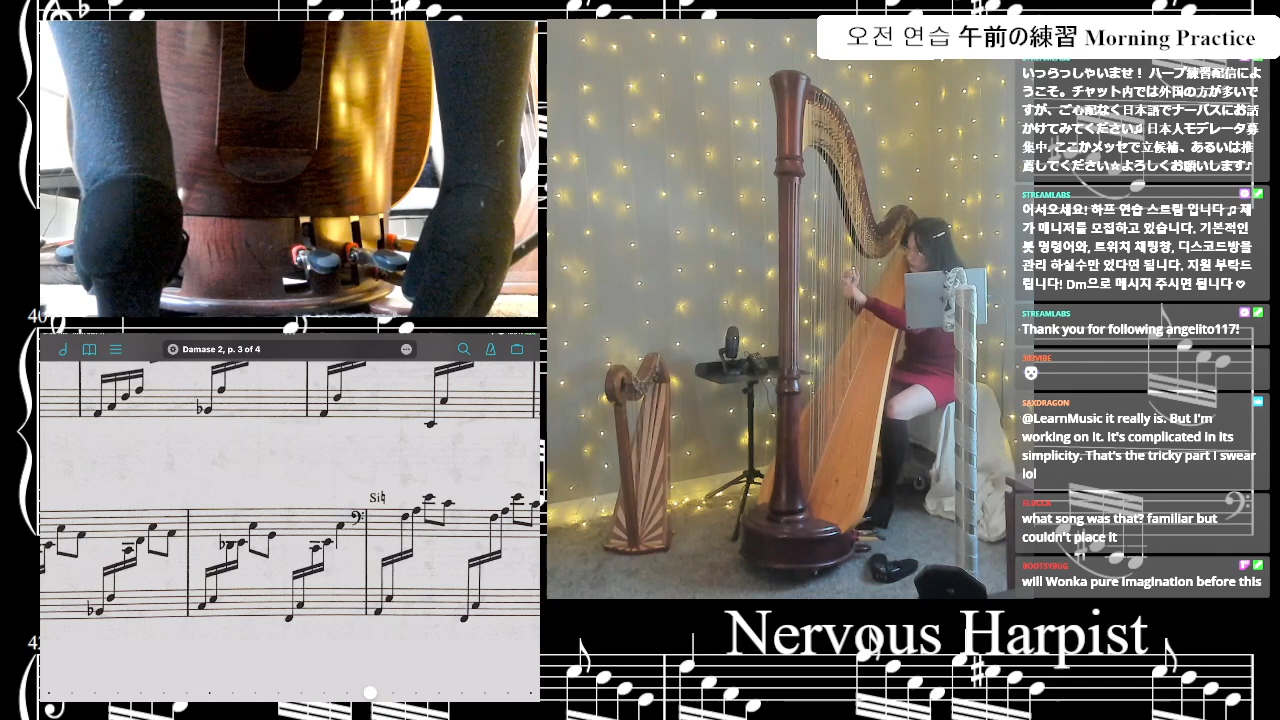 오전 연습 午前の練習 Morning Practice
いっらっしゃいませ！ ハープ練習配信によ
うこそ。チャット内では外国の方が多いで
すが、ご心配なく日本語でナーバスにお話
かけてみてください♫ 日本人モデレータ募
集中,ここかメッセで立候補、あるいは推
薦してください☆よろしくお願いします♪
STREAMLABS
어서오세요! 하프 연습 스트림 입니다 ♫ 제
가 매니저를 모집하고 있습니다. 기본적인
봇 명령어와, 트위치 채팅창, 디스코드방을
관리 하실수만 있다면 됩니다. 지원 부탁드
립니다! Dm으로 메시지 주시면 됩니다 ♡
STREAMLABS
Thank you for following angelito117!
303VIBE
SAXDRAGON
@LearnMusic it really is. But I'm
working on it. It's complicated in its
simplicity. That's the tricky part I swear
lol
what song was that? familiar but
couldn't place it
BOOTSYBUG
will Wonka pure imagination before this
Damase 2, p. 3 of 4
Si♮
40
Nervous Harpist